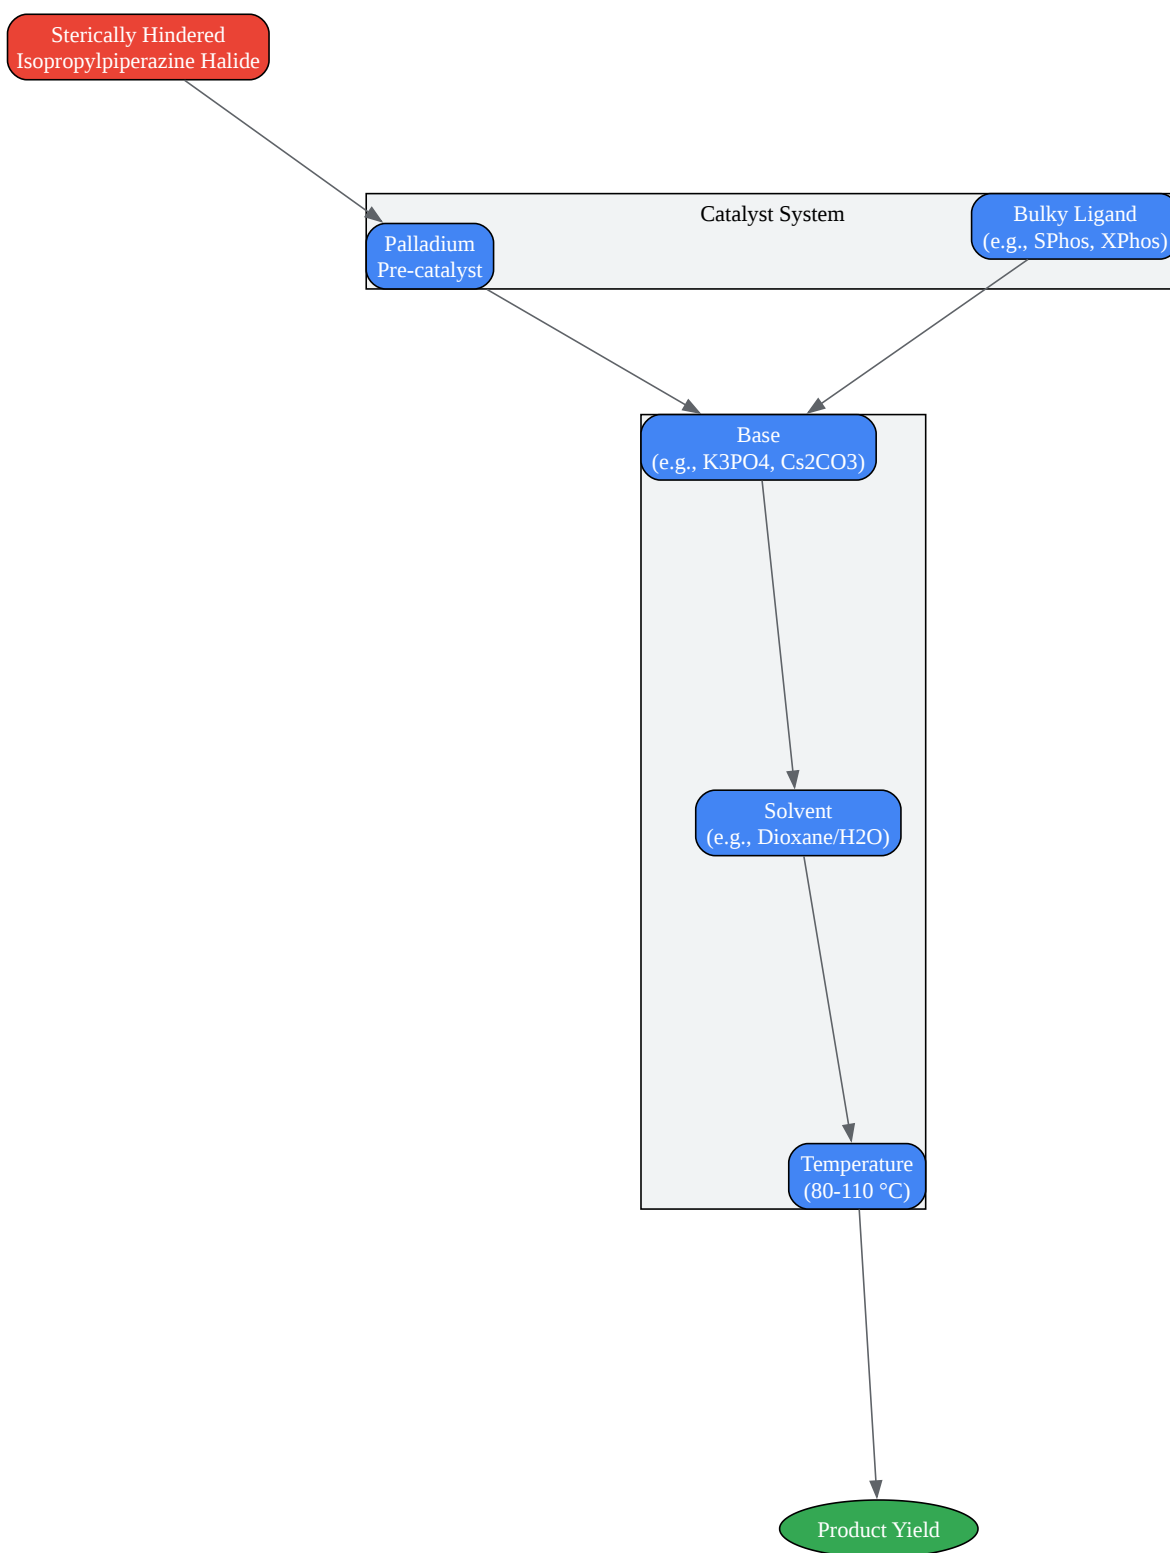 Sterically Hindered
Isopropylpiperazine Halide
Catalyst System
Bulky Ligand
(e.g., SPhos, XPhos)
Palladium
Pre-catalyst
Base
(e.g., K3PO4, Cs2CO3)
Solvent
(e.g., Dioxane/H2O)
Temperature
(80-110 °C)
Product Yield